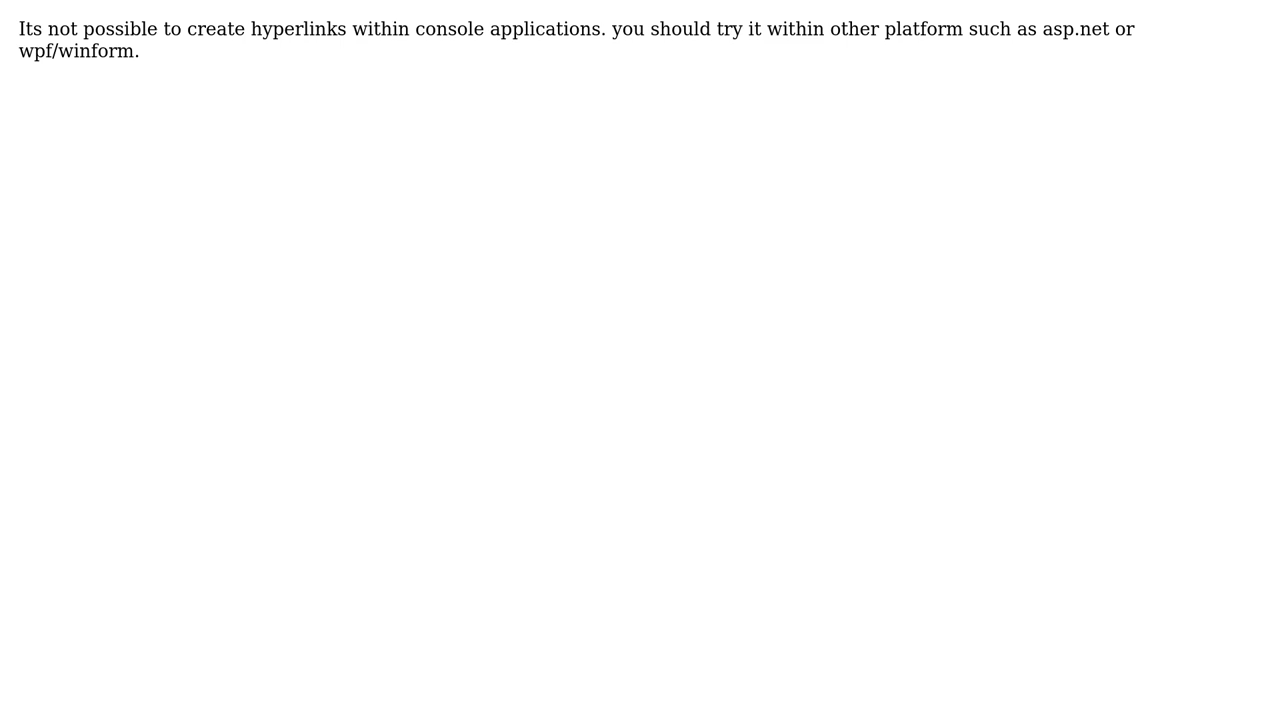 Its not possible to create hyperlinks within console applications. you should try it within other platform such as asp.net or
wpf/winform.